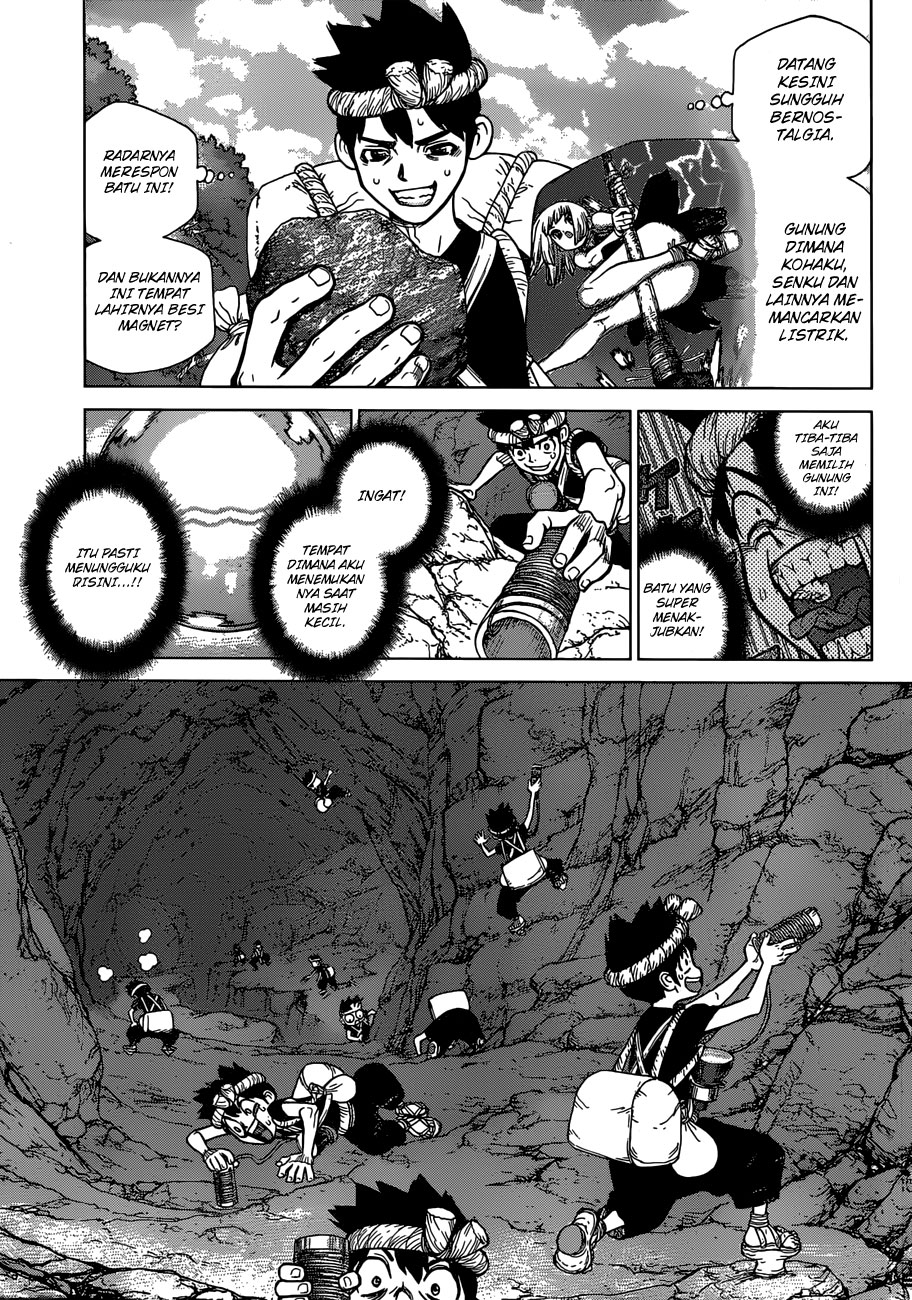 DATANG
KESINI
SUNGGUH
BERNOS-
TALGIA.
GUNUNG
DIMANA
KOHAKU,
SENKU DAN
LAINNYA ME-
MANCARKAN
LISTRIK.
RADARNYA
MERESPON
BATU INI!
DAN BUKANNYA
INI TEMPAT
LAHIRNYA BESI
MAGNET?
AKU
TIBA-TIBA
SAJA
MEMILIH
GUNUNG
INI!
BATU YANG
SUPER
MENAK-
JUBKAN!
INGAT!
TEMPAT
DIMANA AKU
MENEMUKAN
NYA SAAT
MASIH
KECIL.
ITU PASTI
MENUNGGUKU
DISINI...!!